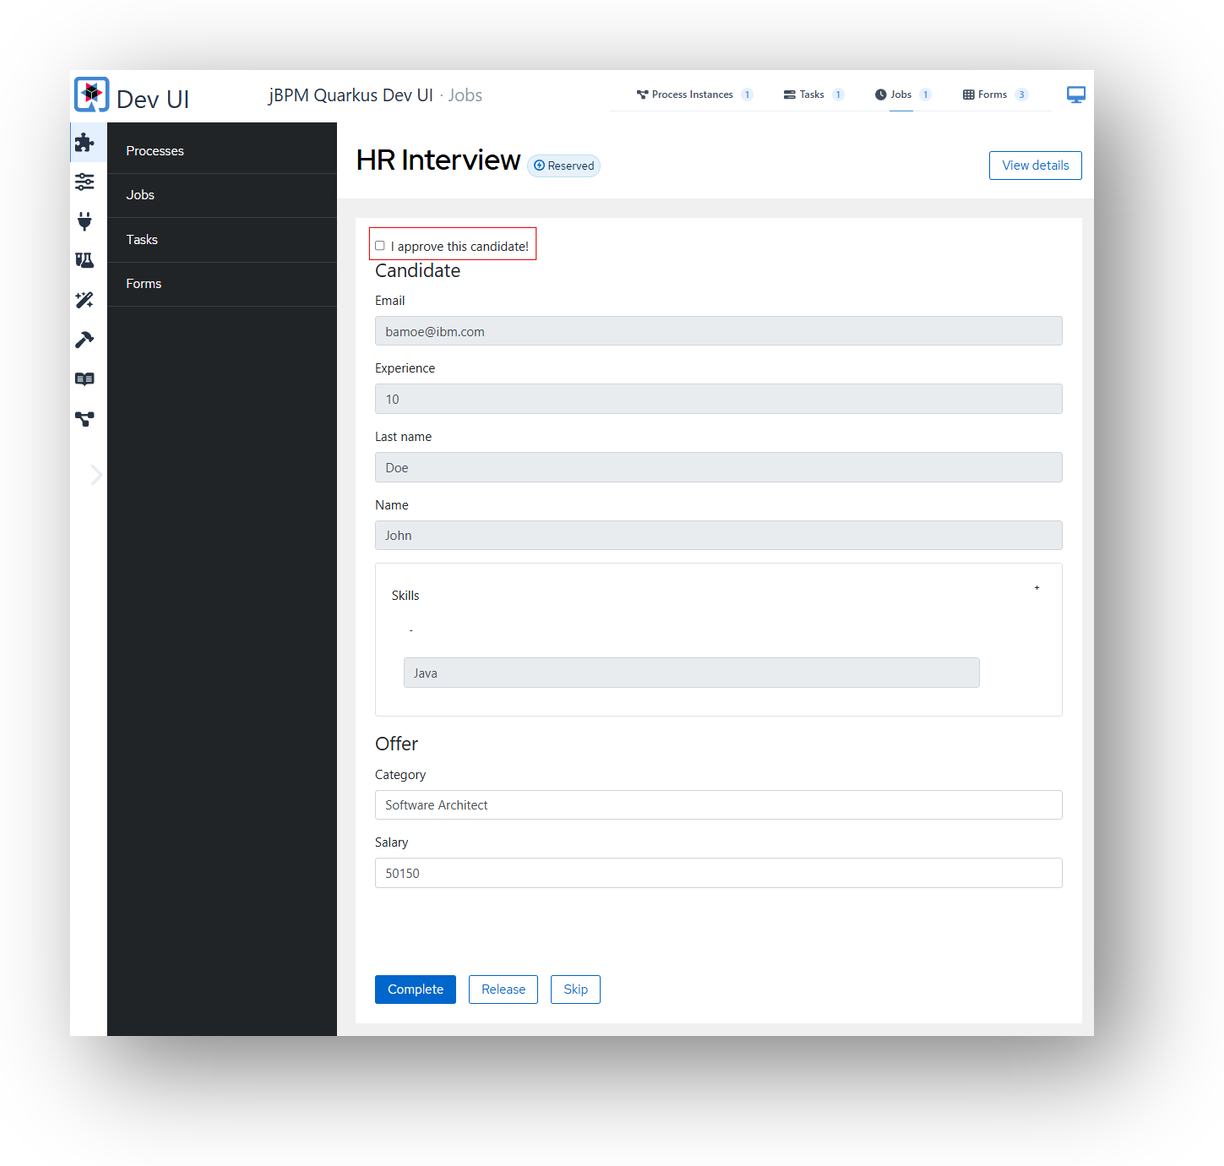 Dev UI
jBPM Quarkus Dev UI · Jobs
Process Instances 1
Tasks 1
Jobs 1
Forms 3
Processes
Jobs
Tasks
Forms
HR Interview
Reserved
View details
I approve this candidate!
Candidate
Email
bamoe@ibm.com
Experience
10
Last name
Doe
Name
John
Skills
+
-
Java
Offer
Category
Software Architect
Salary
50150
Complete
Release
Skip